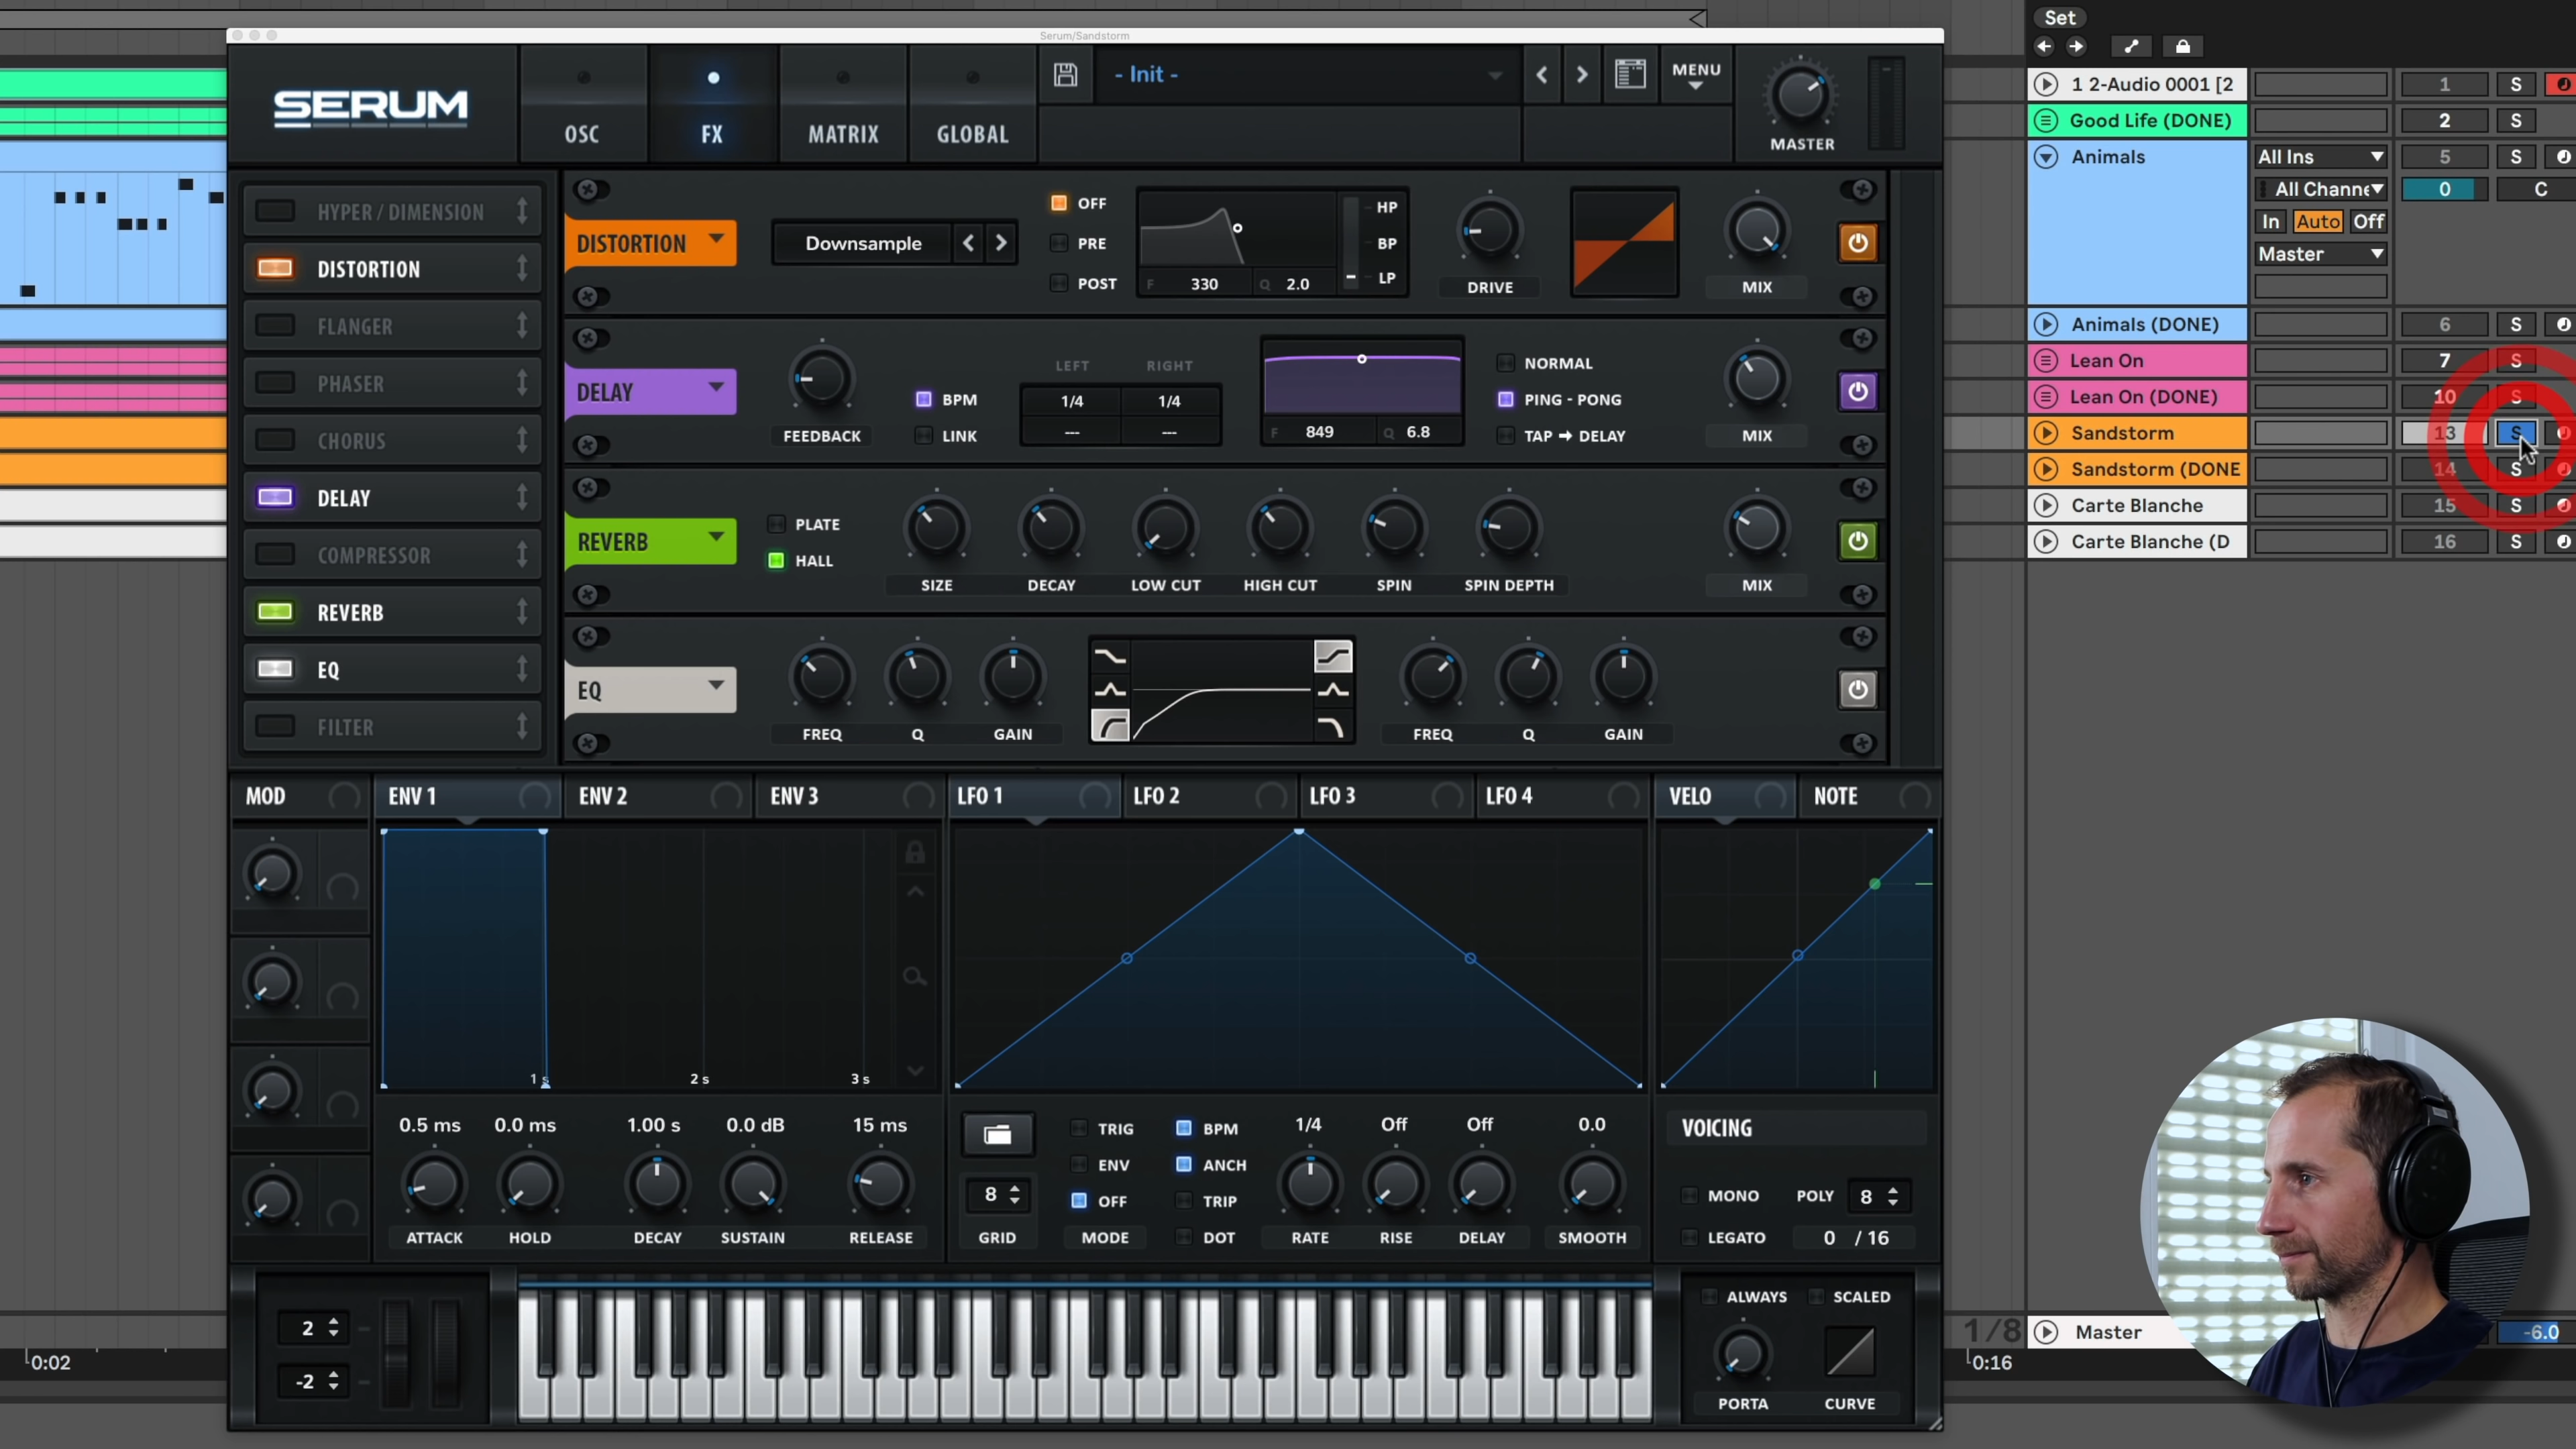 Serum/Sandstorm
SERUM
OSC
FX
MATRIX
GLOBAL
- Init -
MENU
MASTER
HYPER / DIMENSION
DISTORTION
FLANGER
PHASER
CHORUS
DELAY
COMPRESSOR
REVERB
EQ
FILTER
DISTORTION
Downsample
OFF
PRE
POST
F 330 Q 2.0
HP
BP
LP
DRIVE
MIX
DELAY
FEEDBACK
BPM
LINK
LEFT RIGHT
1/4 1/4
--- ---
F 849 Q 6.8
NORMAL
PING - PONG
TAP ➔ DELAY
MIX
REVERB
PLATE
HALL
SIZE
DECAY
LOW CUT
HIGH CUT
SPIN
SPIN DEPTH
MIX
EQ
FREQ
Q
GAIN
FREQ
Q
GAIN
MOD
ENV 1
ENV 2
ENV 3
LFO 1
LFO 2
LFO 3
LFO 4
VELO
NOTE
1 s
2 s
3 s
0.5 ms
0.0 ms
1.00 s
0.0 dB
15 ms
ATTACK
HOLD
DECAY
SUSTAIN
RELEASE
8
GRID
TRIG
ENV
OFF
MODE
BPM
ANCH
TRIP
DOT
1/4
Off
Off
0.0
RATE
RISE
DELAY
SMOOTH
VOICING
MONO
POLY 8
LEGATO
0 / 16
2
-2
ALWAYS
SCALED
PORTA
CURVE
0:02
1/8
0:16
Set
1 2-Audio 0001 [2
1
S
Good Life (DONE)
2
S
Animals
All Ins
5
S
All Channe
0
C
In
Auto
Off
Master
Animals (DONE)
6
S
Lean On
7
S
Lean On (DONE)
10
S
Sandstorm
13
S
Sandstorm (DONE
14
S
Carte Blanche
15
S
Carte Blanche (D
16
S
Master
-6.0